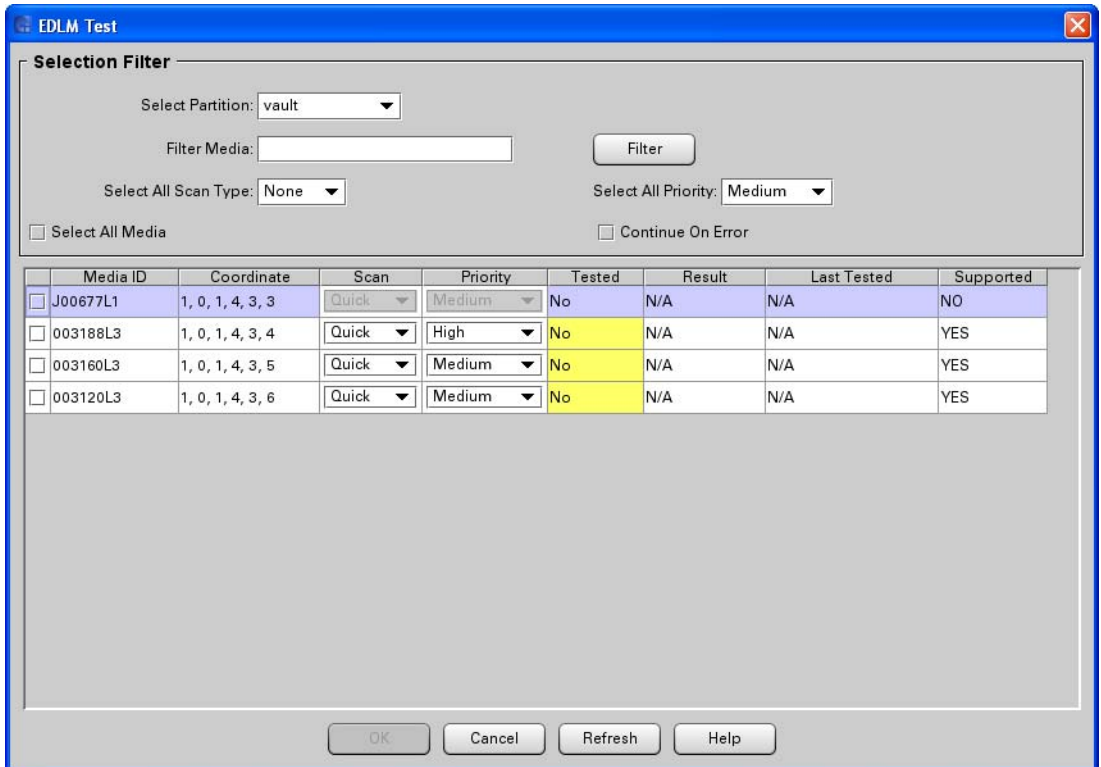 EDLM Test
Selection Filter
Select Partition: vault
Filter Media: Filter
Select All Scan Type: None Select All Priority: Medium
Select All Media Continue On Error
Media ID Coordinate Scan Priority Tested Result Last Tested Supported
J00677L1 1, 0, 1, 4, 3, 3 Quick Medium No N/A N/A NO
003188L3 1, 0, 1, 4, 3, 4 Quick High No N/A N/A YES
003160L3 1, 0, 1, 4, 3, 5 Quick Medium No N/A N/A YES
003120L3 1, 0, 1, 4, 3, 6 Quick Medium No N/A N/A YES
OK Cancel Refresh Help